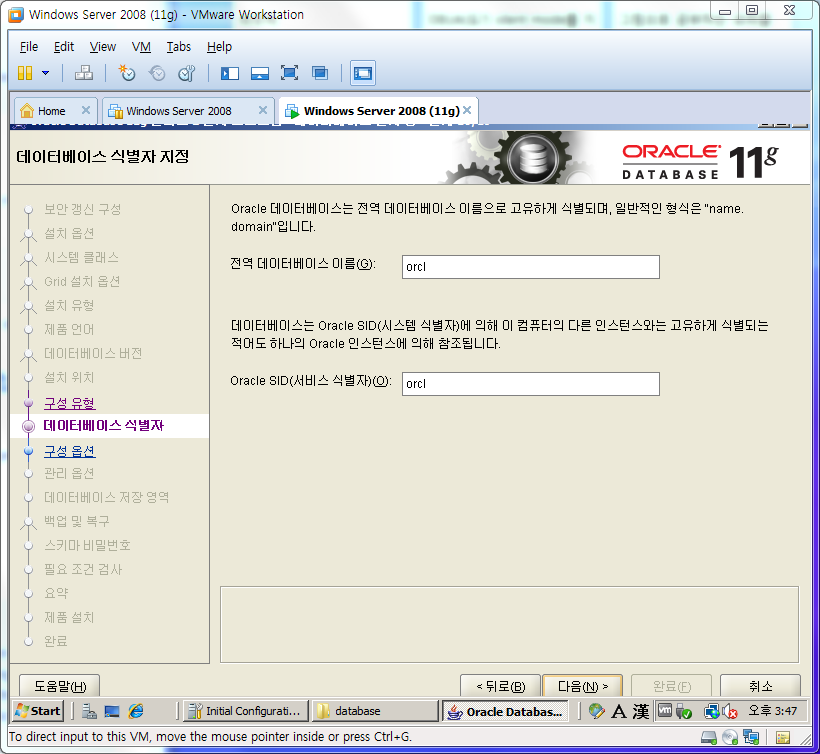 Windows Server 2008 (11g) - VMware Workstation
File Edit View VM Tabs Help
Home Windows Server 2008 Windows Server 2008 (11g)
데이터베이스 식별자 지정
ORACLE DATABASE 11g
보안 갱신 구성
설치 옵션
시스템 클래스
Grid 설치 옵션
설치 유형
제품 언어
데이터베이스 버전
설치 위치
구성 유형
데이터베이스 식별자
구성 옵션
관리 옵션
데이터베이스 저장 영역
백업 및 복구
스키마 비밀번호
필요 조건 검사
요약
제품 설치
완료
Oracle 데이터베이스는 전역 데이터베이스 이름으로 고유하게 식별되며, 일반적인 형식은 "name.
domain"입니다.
전역 데이터베이스 이름(G): orcl
데이터베이스는 Oracle SID(시스템 식별자)에 의해 이 컴퓨터의 다른 인스턴스와는 고유하게 식별되는
적어도 하나의 Oracle 인스턴스에 의해 참조됩니다.
Oracle SID(서비스 식별자)(O): orcl
도움말(H) < 뒤로(B) 다음(N) > 완료(F) 취소
Start Initial Configurati... database Oracle Databas... A 漢 vm 오후 3:47
To direct input to this VM, move the mouse pointer inside or press Ctrl+G.